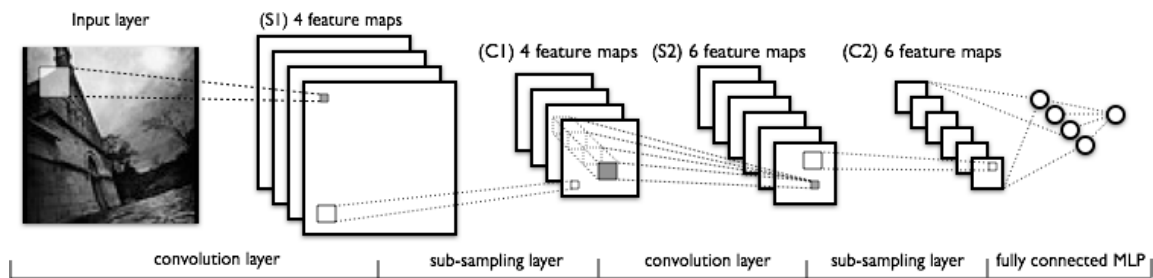 Input layer
(S1) 4 feature maps
(C1) 4 feature maps
(S2) 6 feature maps
(C2) 6 feature maps
convolution layer
sub-sampling layer
convolution layer
sub-sampling layer
fully connected MLP